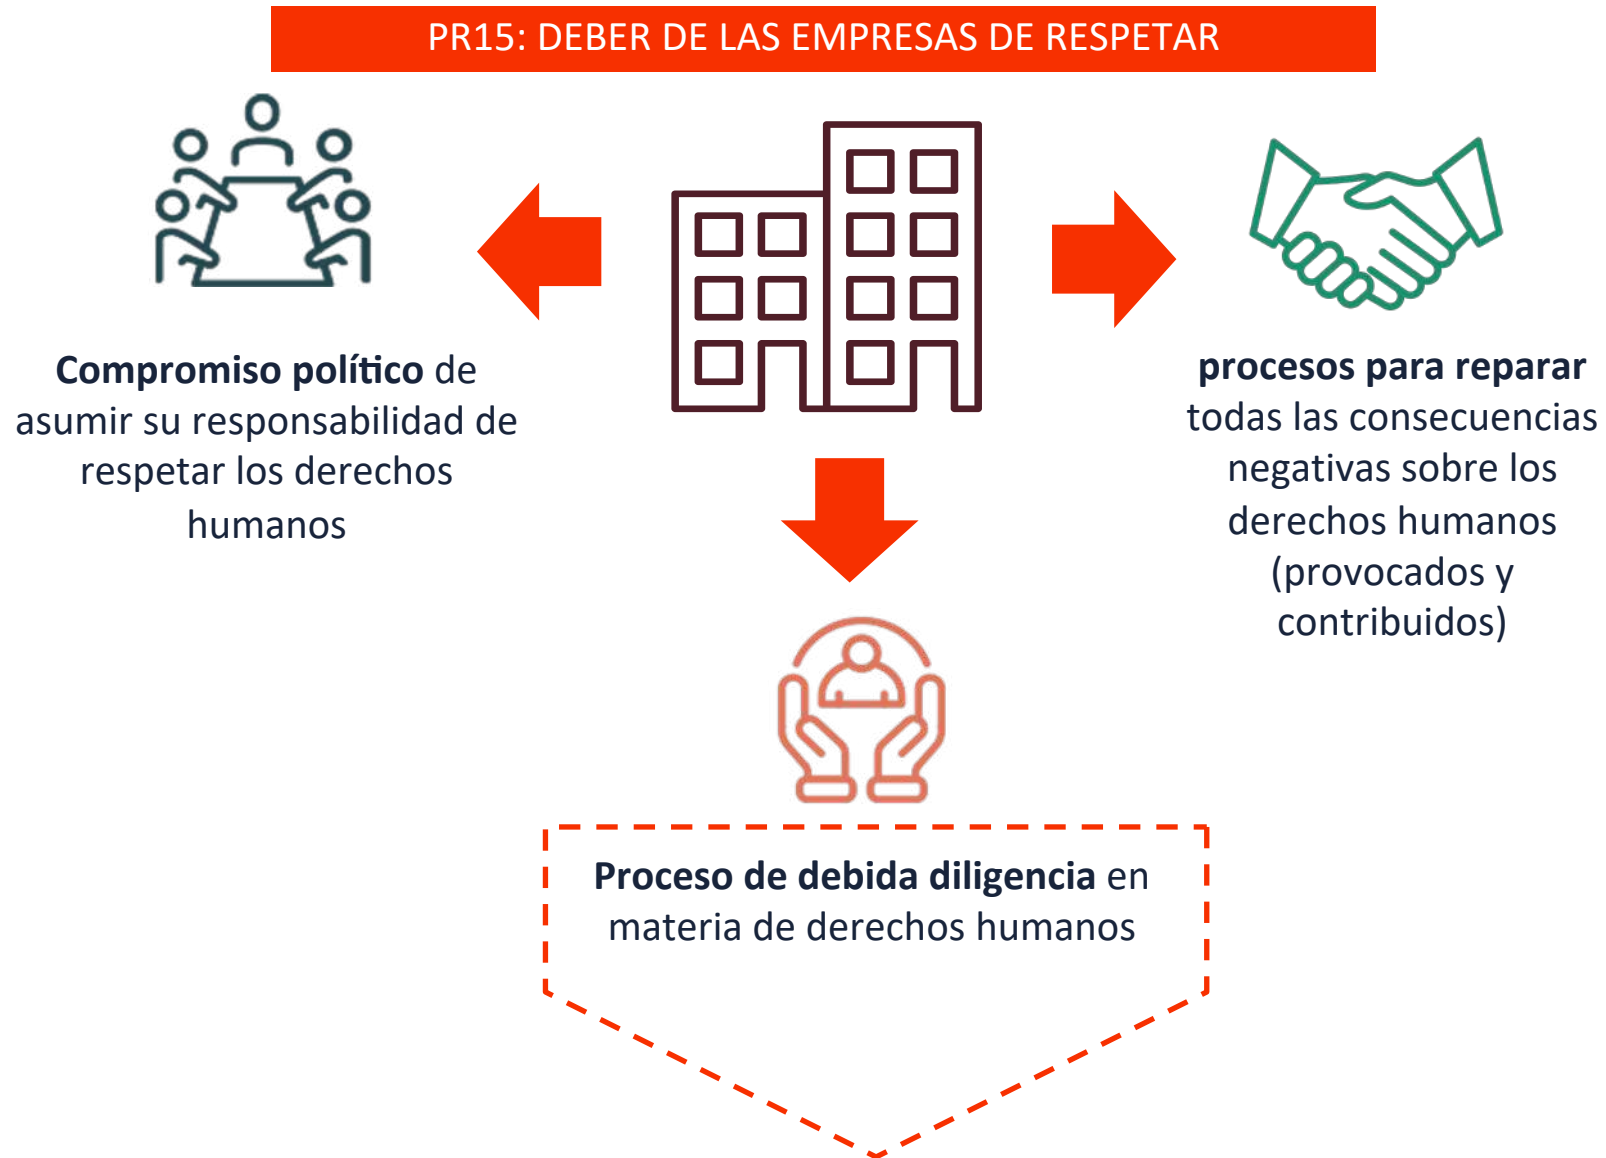 PR15: DEBER DE LAS EMPRESAS DE RESPETAR
Compromiso político de
asumir su responsabilidad de
respetar los derechos
humanos
procesos para reparar
todas las consecuencias
negativas sobre los
derechos humanos
(provocados y
contribuidos)
Proceso de debida diligencia en
materia de derechos humanos